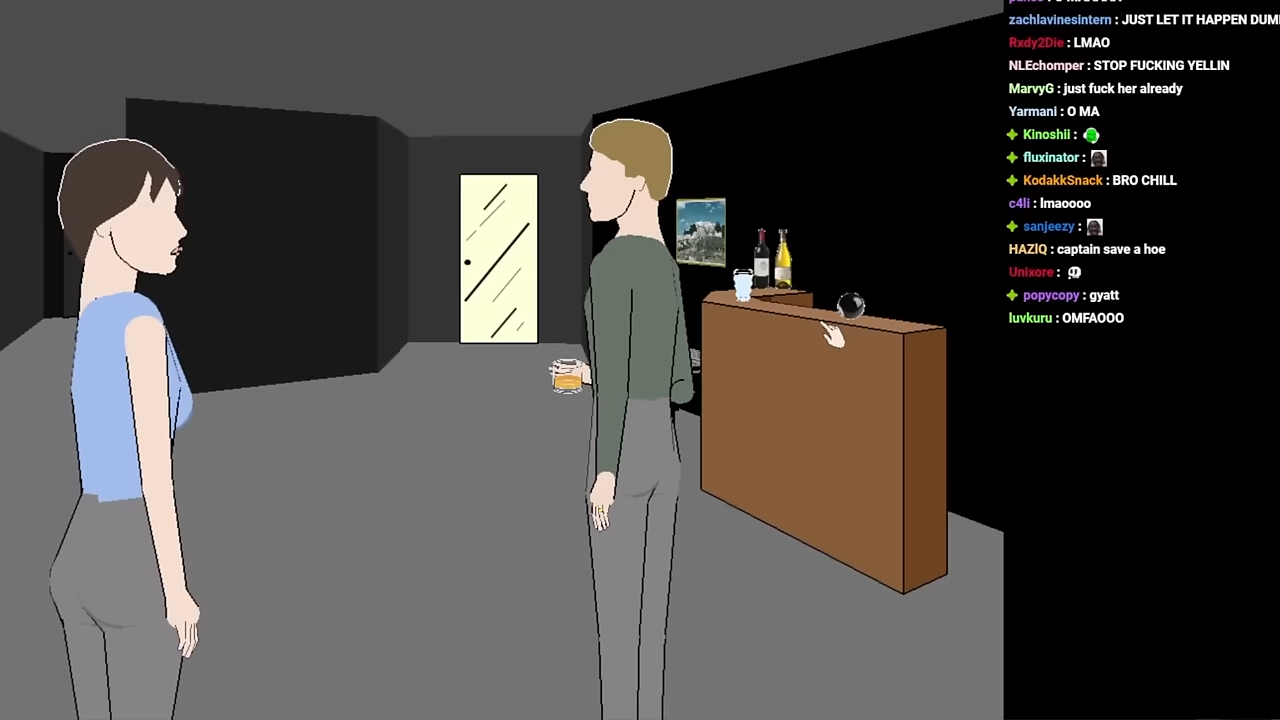 zachlavinesintern : JUST LET IT HAPPEN
Rxdy2Die : LMAO
NLEchomper : STOP FUCKING YELLIN
MarvyG : just fuck her already
Yarmani : O MA
Kinoshii :
fluxinator :
KodakkSnack : BRO CHILL
c4li : lmaoooo
sanjeezy :
HAZIQ : captain save a hoe
Unixore :
popycopy : gyatt
luvkuru : OMFAOOO